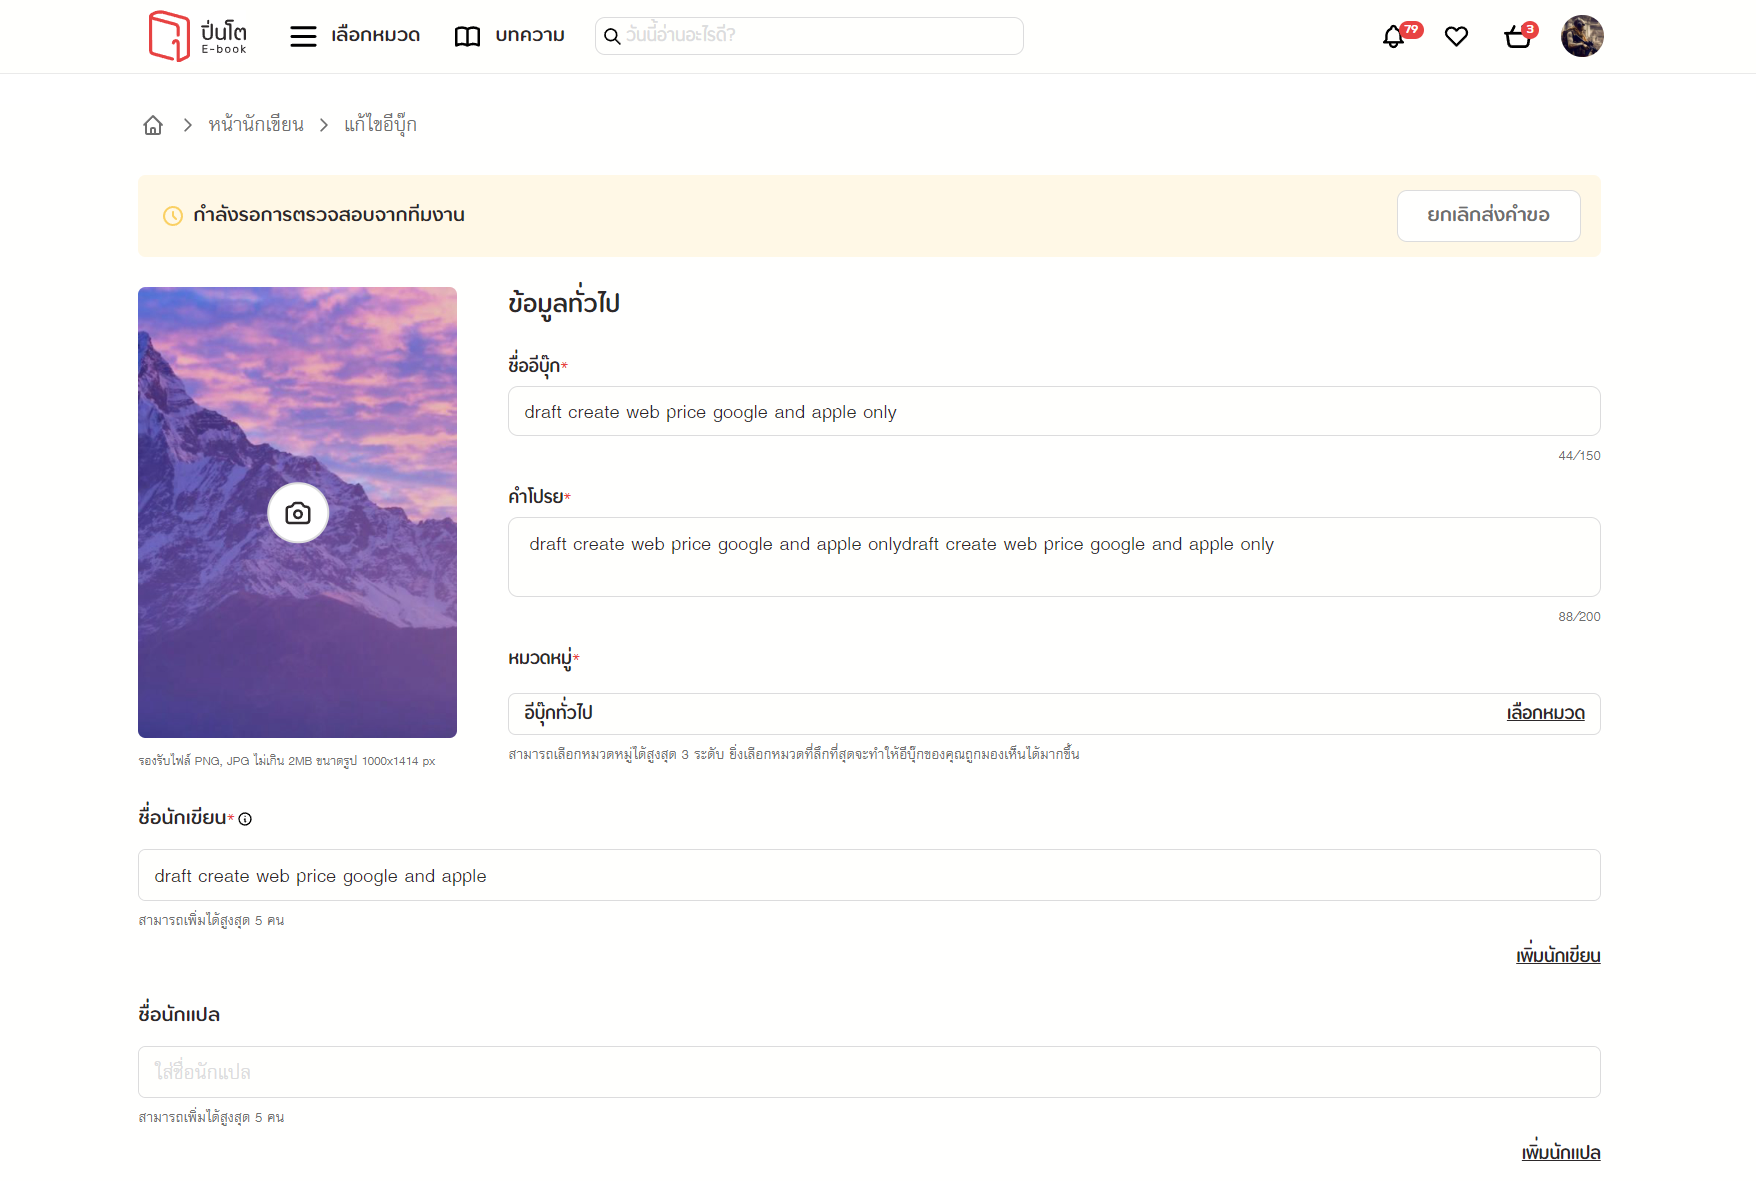 ปิ่นโต
E-book
เลือกหมวด
บทความ
วันนี้อ่านอะไรดี?
79
3
หน้านักเขียน
แก้ไขอีบุ๊ก
กำลังรอการตรวจสอบจากทีมงาน
ยกเลิกส่งคำขอ
ข้อมูลทั่วไป
ชื่ออีบุ๊ก*
draft create web price google and apple only
44/150
คำโปรย*
draft create web price google and apple onlydraft create web price google and apple only
88/200
หมวดหมู่*
อีบุ๊กทั่วไป
เลือกหมวด
รองรับไฟล์ PNG, JPG ไม่เกิน 2MB ขนาดรูป 1000x1414 px
สามารถเลือกหมวดหมู่ได้สูงสุด 3 ระดับ ยิ่งเลือกหมวดที่ลึกที่สุดจะทำให้อีบุ๊กของคุณถูกมองเห็นได้มากขึ้น
ชื่อนักเขียน*
draft create web price google and apple
สามารถเพิ่มได้สูงสุด 5 คน
เพิ่มนักเขียน
ชื่อนักแปล
ใส่ชื่อนักแปล
สามารถเพิ่มได้สูงสุด 5 คน
เพิ่มนักแปล